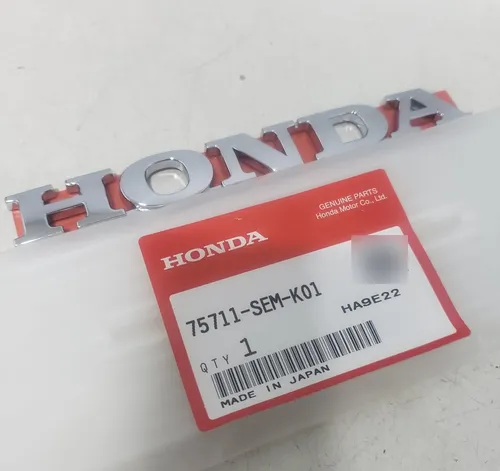 HONDA
GENUINE PARTS
Honda Motor Co., Ltd.
HONDA
75711-SEM-K01
HA9E22
QTY 1
MADE IN JAPAN